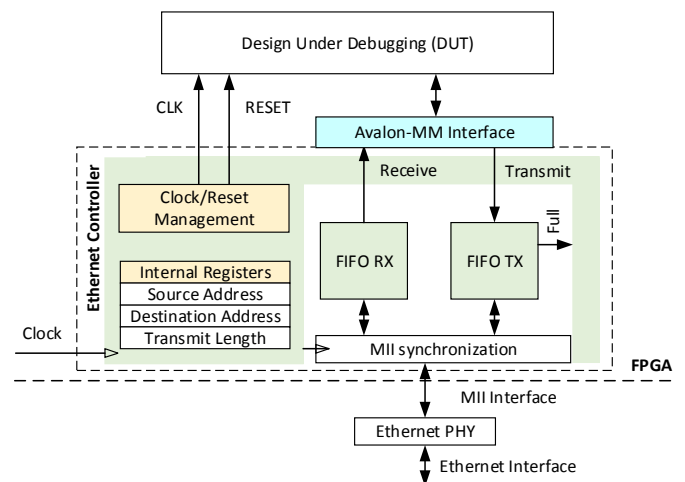 Design Under Debugging (DUT)
CLK
RESET
Avalon-MM Interface
Ethernet Controller
Receive
Transmit
Clock/Reset
Management
Full
FIFO RX
FIFO TX
Internal Registers
Source Address
Destination Address
Transmit Length
Clock
MII synchronization
FPGA
MII Interface
Ethernet PHY
Ethernet Interface